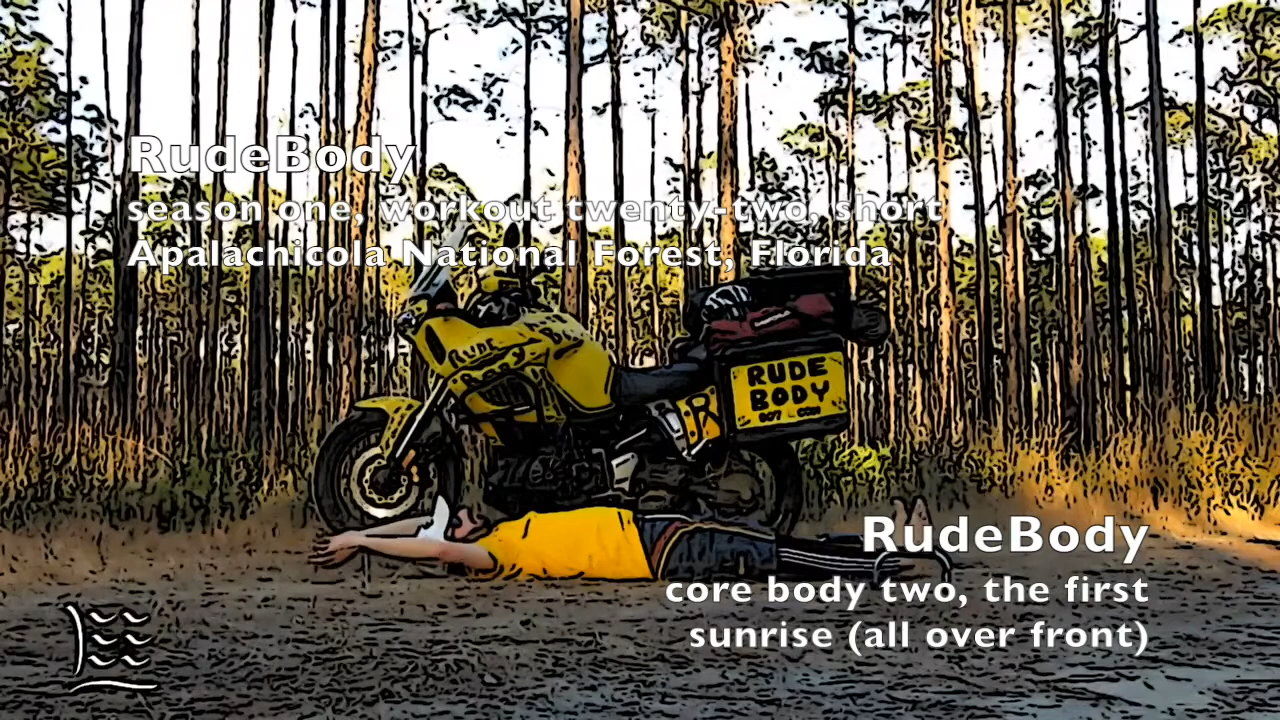 RudeBody
season one, workout twenty-two, short
Apalachicola National Forest, Florida
RUDE
RUDE
BODY
R
RudeBody
core body two, the first
sunrise (all over front)